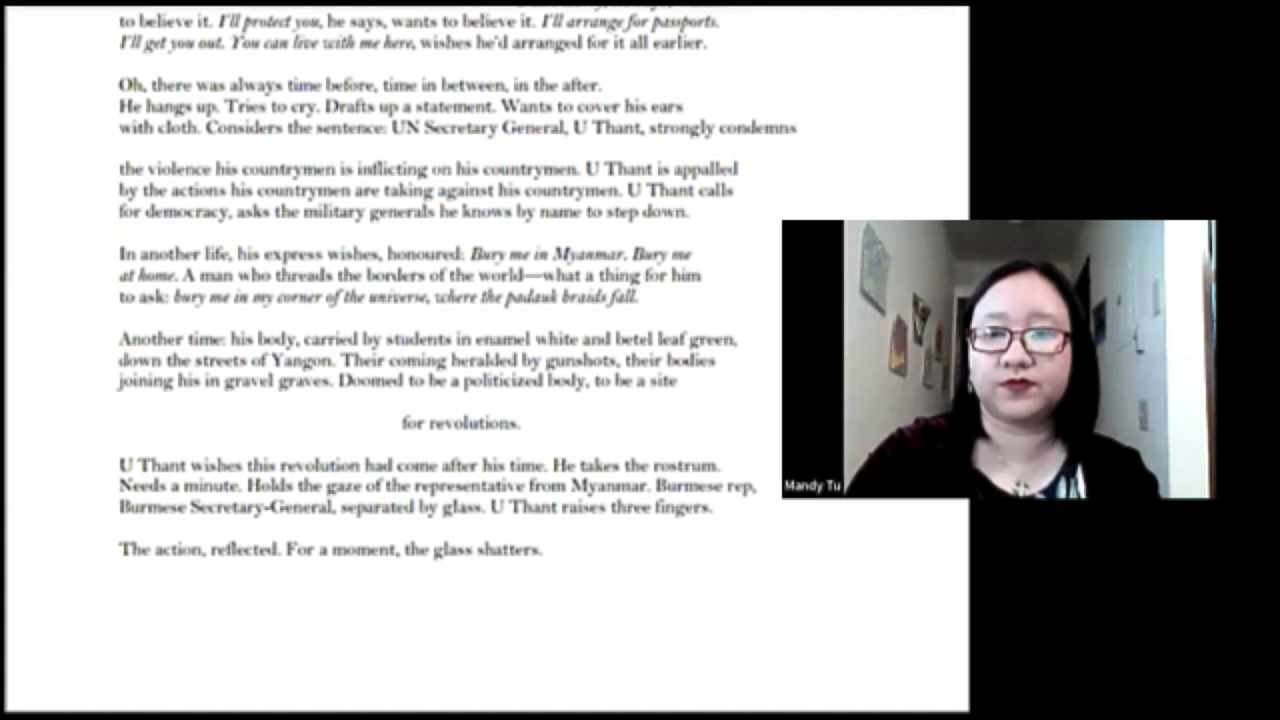 to believe it. I'll protect you, he says, wants to believe it. I'll arrange for passports.
I'll get you out. You can live with me here, wishes he'd arranged for it all earlier.
Oh, there was always time before, time in between, in the after.
He hangs up. Tries to cry. Drafts up a statement. Wants to cover his ears
with cloth. Considers the sentence: UN Secretary General, U Thant, strongly condemns
the violence his countrymen is inflicting on his countrymen. U Thant is appalled
by the actions his countrymen are taking against his countrymen. U Thant calls
for democracy, asks the military generals he knows by name to step down.
In another life, his express wishes, honoured: Bury me in Myanmar. Bury me
at home. A man who threads the borders of the world—what a thing for him
to ask: bury me in my corner of the universe, where the padauk braids fall.
Another time: his body, carried by students in enamel white and betel leaf green,
down the streets of Yangon. Their coming heralded by gunshots, their bodies
joining his in gravel graves. Doomed to be a politicized body, to be a site
for revolutions.
U Thant wishes this revolution had come after his time. He takes the rostrum.
Needs a minute. Holds the gaze of the representative from Myanmar. Burmese rep,
Burmese Secretary-General, separated by glass. U Thant raises three fingers.
The action, reflected. For a moment, the glass shatters.
Mandy Tu